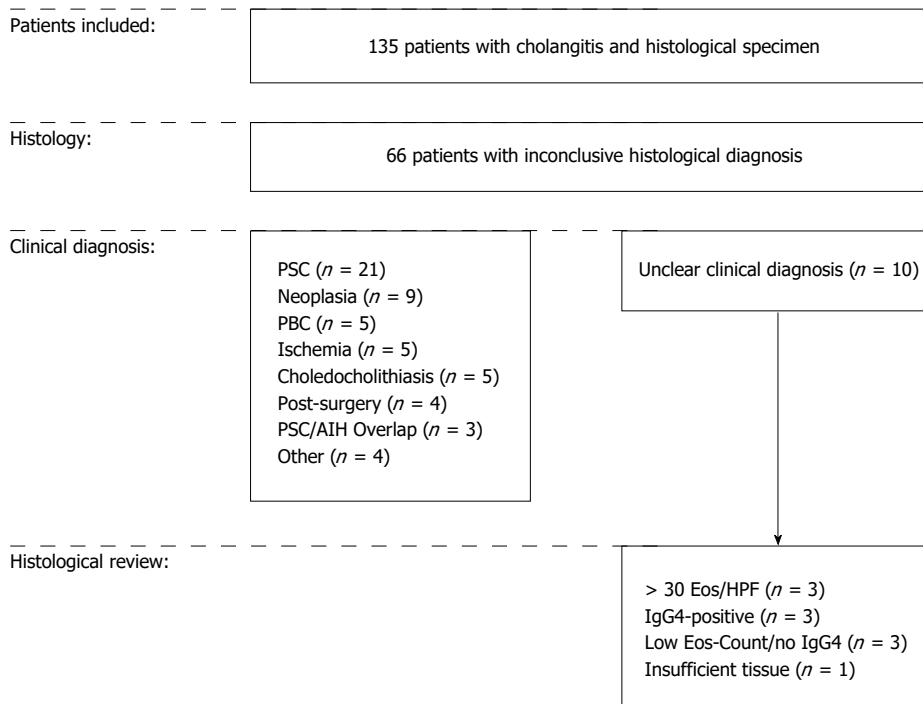 Patients included:
135 patients with cholangitis and histological specimen
Histology:
66 patients with inconclusive histological diagnosis
Clinical diagnosis:
PSC (n = 21)
Neoplasia (n = 9)
PBC (n = 5)
Ischemia (n = 5)
Choledocholithiasis (n = 5)
Post-surgery (n = 4)
PSC/AIH Overlap (n = 3)
Other (n = 4)
Unclear clinical diagnosis (n = 10)
Histological review:
> 30 Eos/HPF (n = 3)
IgG4-positive (n = 3)
Low Eos-Count/no IgG4 (n = 3)
Insufficient tissue (n = 1)